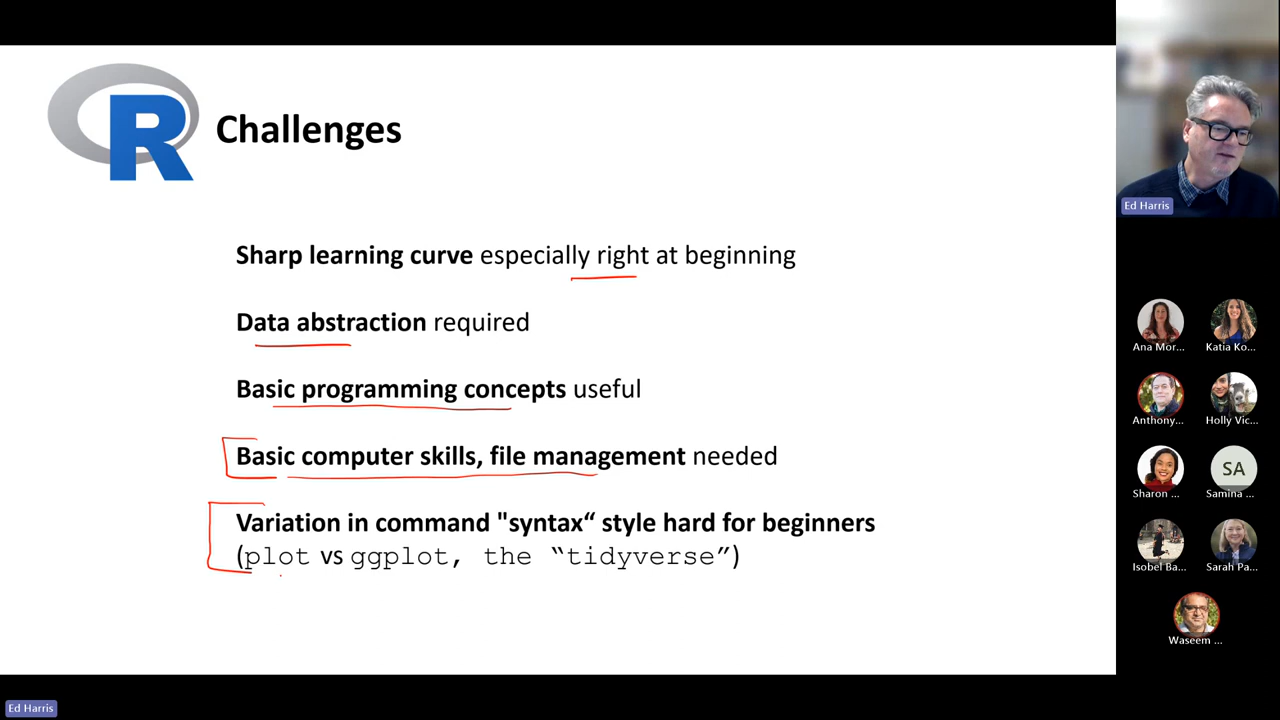 R
Challenges
Sharp learning curve especially right at beginning
Data abstraction required
Basic programming concepts useful
Basic computer skills, file management needed
Variation in command "syntax“ style hard for beginners
(plot vs ggplot, the “tidyverse”)
Ed Harris
Ana Mor...
Katia Ko...
Anthony...
Holly Vic...
Sharon ...
SA
Samina ...
Isobel Ba...
Sarah Pa...
Waseem ...
Ed Harris